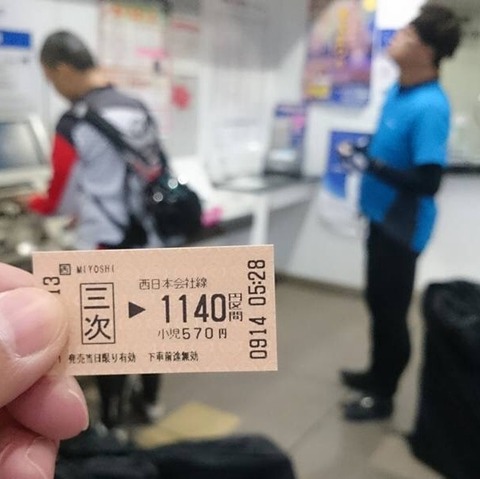 13
MIYOSHI
三次
西日本会社線
▶ 1140円区間
小児570円
0914 05:28
発売当日限り有効 下車前途無効